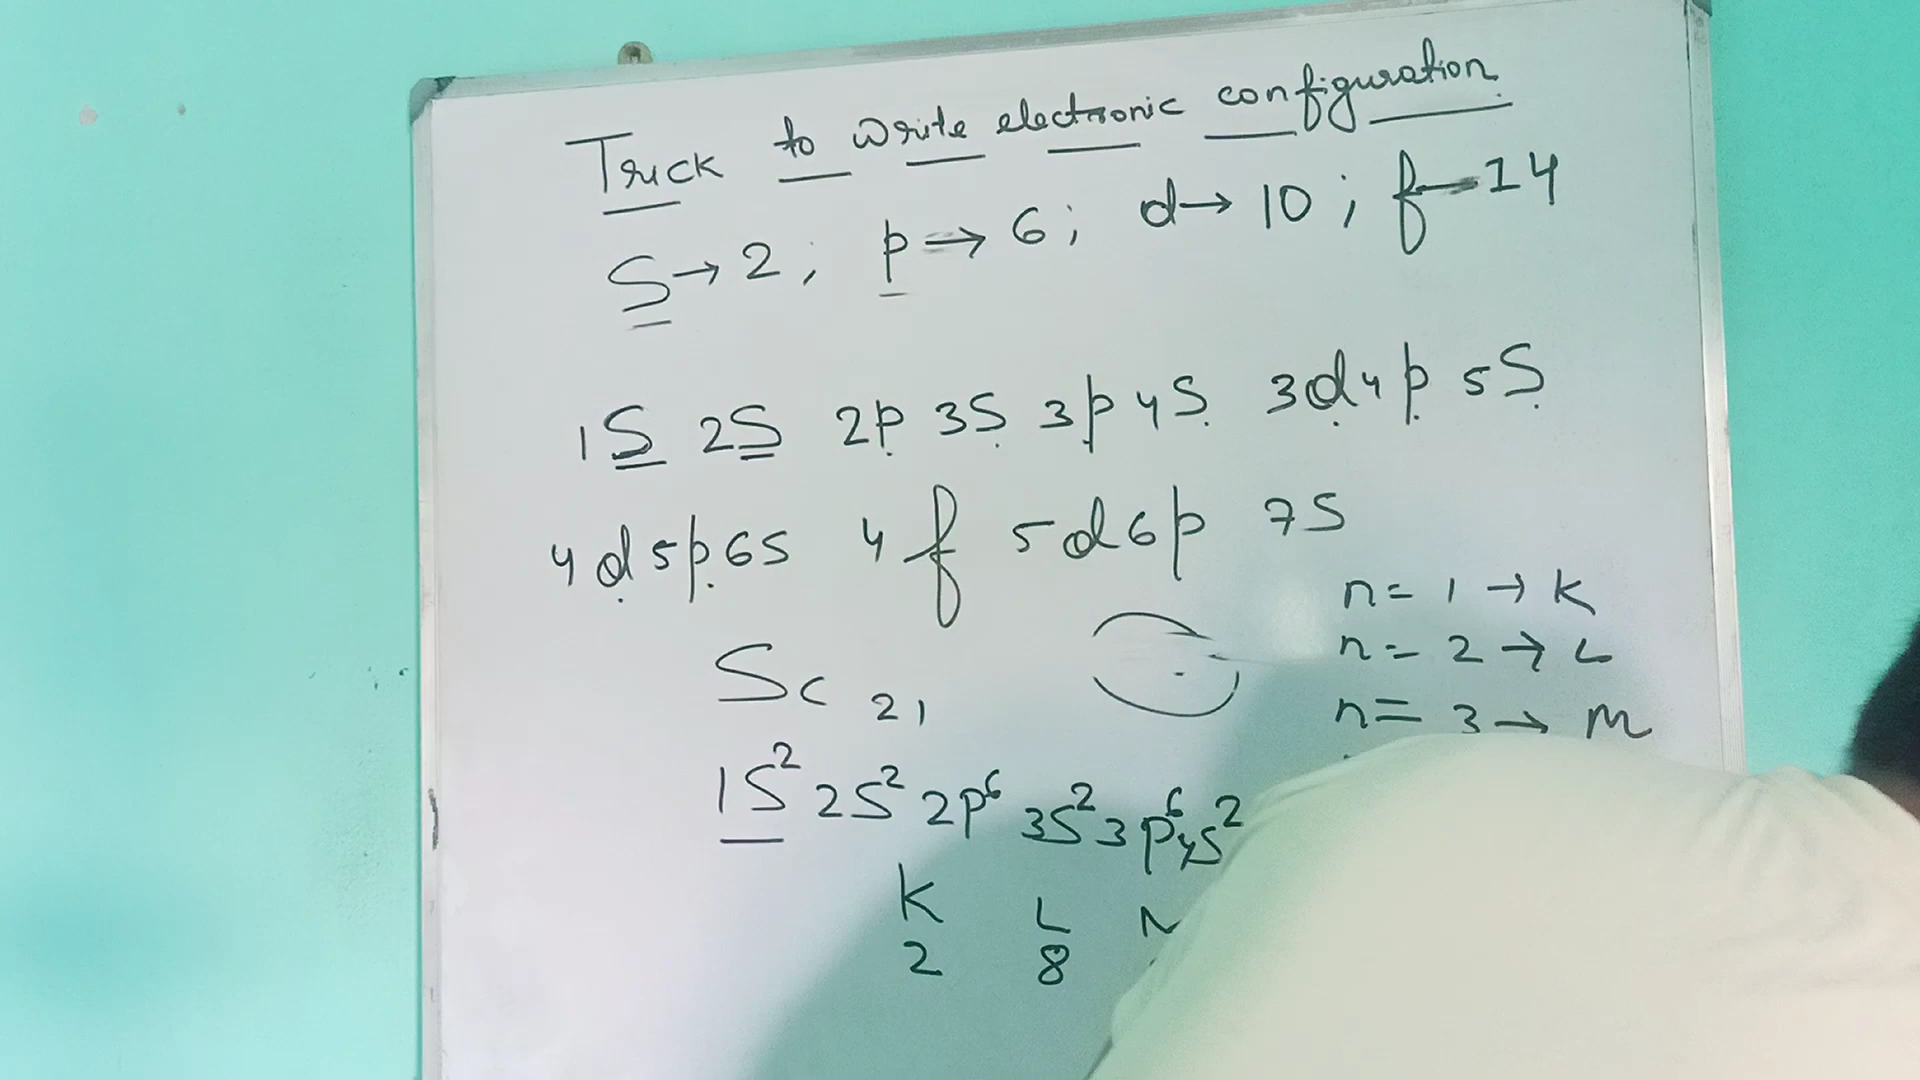 Trick to write electronic configuration
S→2; p→6; d→10; f→14
1S 2S 2p 3S 3p 4S 3d 4p 5S
4d 5p 6s 4f 5d 6p 7s
n=1→K
n=2→L
n=3→M
Sc 21
1S² 2S² 2p⁶ 3S² 3p⁶ 4S²
K L
2 8